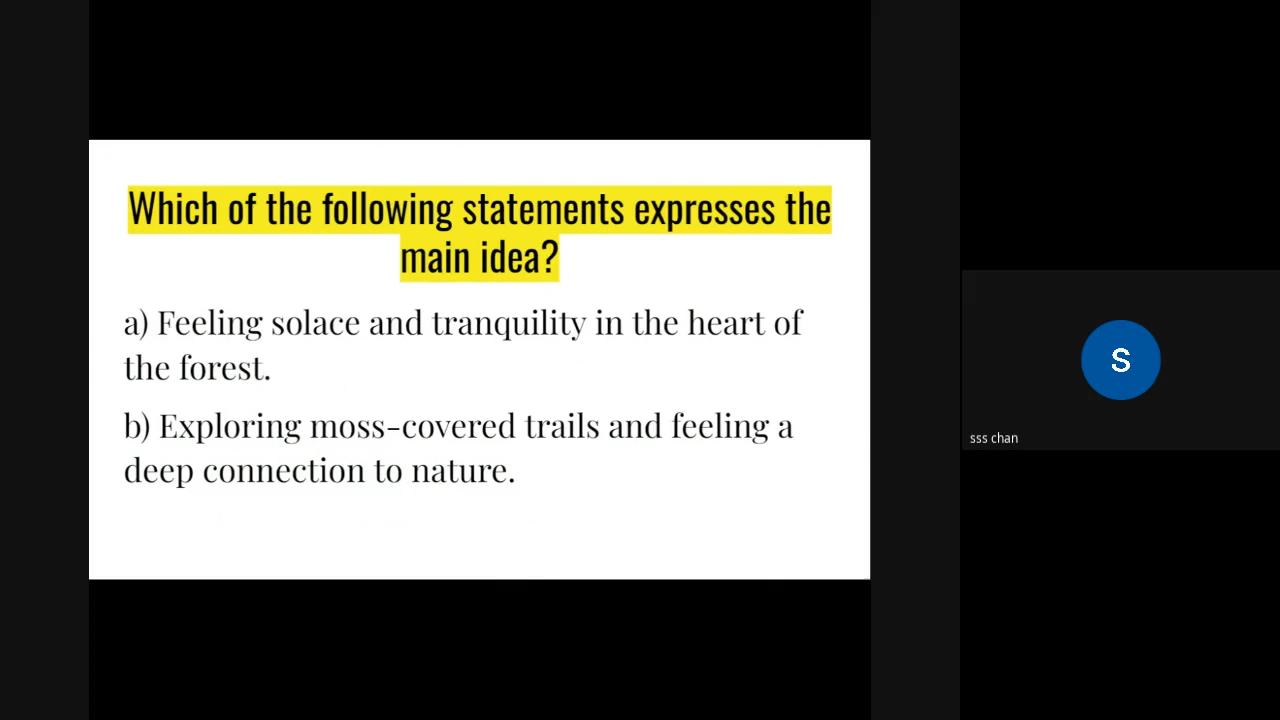 Which of the following statements expresses the
main idea?
a) Feeling solace and tranquility in the heart of
the forest.
b) Exploring moss-covered trails and feeling a
deep connection to nature.
S
sss chan